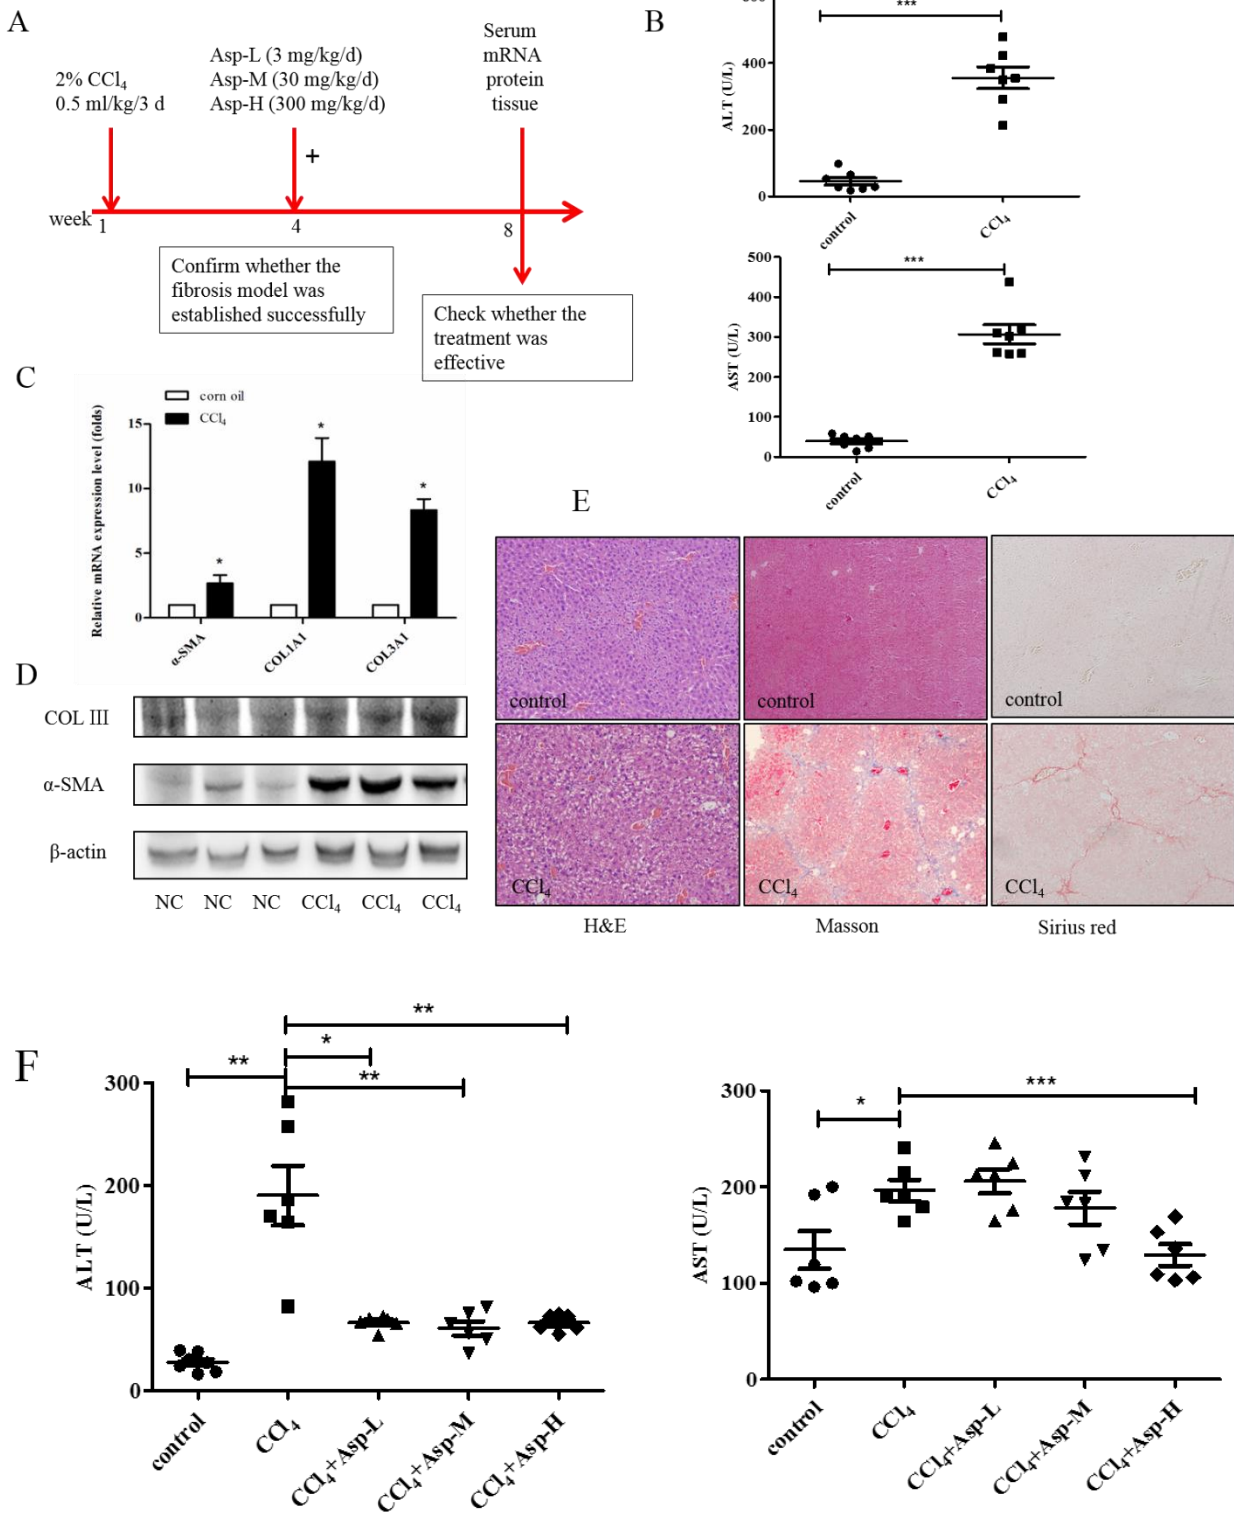 A
2% CCl4
0.5 ml/kg/3 d
Asp-L (3 mg/kg/d)
Asp-M (30 mg/kg/d)
Asp-H (300 mg/kg/d)
Serum
mRNA
protein
tissue
+
week 1 4 8
Confirm whether the
fibrosis model was
established successfully
Check whether the
treatment was
effective
B
***
ALT (U/L)
400
200
0
control
CCl4
***
AST (U/L)
500
400
300
200
100
0
control
CCl4
C
corn oil
CCl4
Relative mRNA expression level (folds)
15
10
5
0
*
*
*
α-SMA
COL1A1
COL3A1
D
COL III
α-SMA
β-actin
NC NC NC CCl4 CCl4 CCl4
E
control
control
control
CCl4
CCl4
CCl4
H&E
Masson
Sirius red
F
**
*
**
**
ALT (U/L)
300
200
100
0
control
CCl4
CCl4+Asp-L
CCl4+Asp-M
CCl4+Asp-H
***
*
AST (U/L)
300
200
100
0
control
CCl4
CCl4+Asp-L
CCl4+Asp-M
CCl4+Asp-H